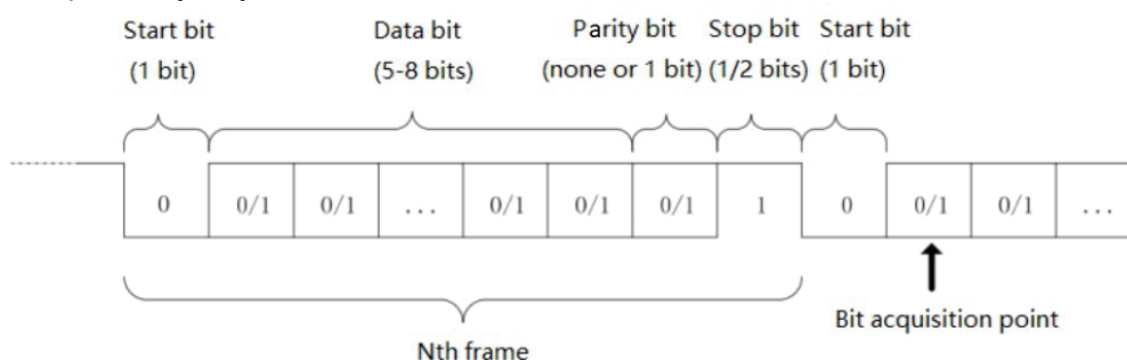 Start bit Data bit Parity bit Stop bit Start bit
(1 bit) (5-8 bits) (none or 1 bit) (1/2 bits) (1 bit)
0 0/1 0/1 ... 0/1 0/1 0/1 1 0 0/1 0/1 ...
Bit acquisition point
Nth frame